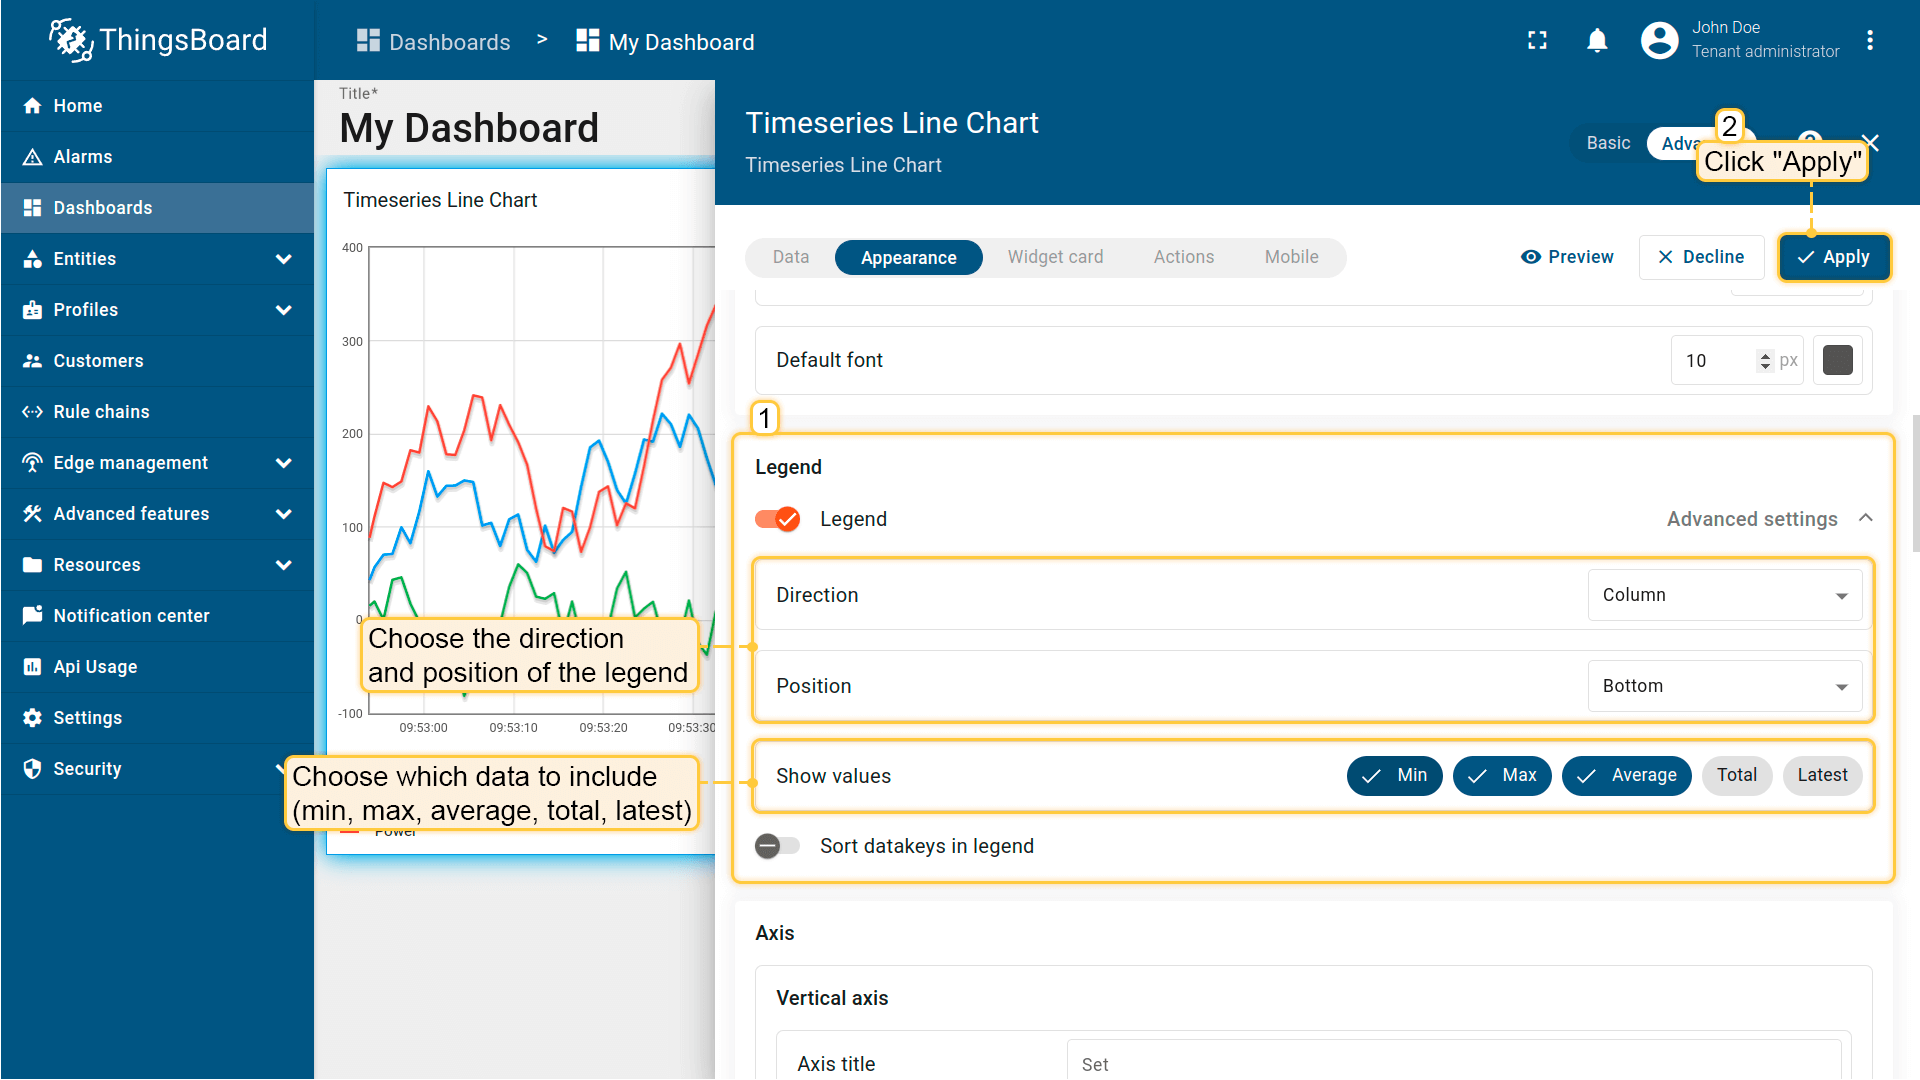 ThingsBoard
Dashboards > My Dashboard
John Doe
Tenant administrator
Home
Alarms
Dashboards
Entities
Profiles
Customers
Rule chains
Edge management
Advanced features
Resources
Notification center
Api Usage
Settings
Security
Title*
My Dashboard
Timeseries Line Chart
400
300
200
100
0
-100
09:53:00 09:53:10 09:53:20 09:53:30
Power
Choose the direction
and position of the legend
Choose which data to include
(min, max, average, total, latest)
Timeseries Line Chart
Timeseries Line Chart
Basic
2
Click "Apply"
Data Appearance Widget card Actions Mobile
Preview Decline Apply
Default font 10 px
1
Legend
Legend Advanced settings
Direction Column
Position Bottom
Show values Min Max Average Total Latest
Sort datakeys in legend
Axis
Vertical axis
Axis title Set